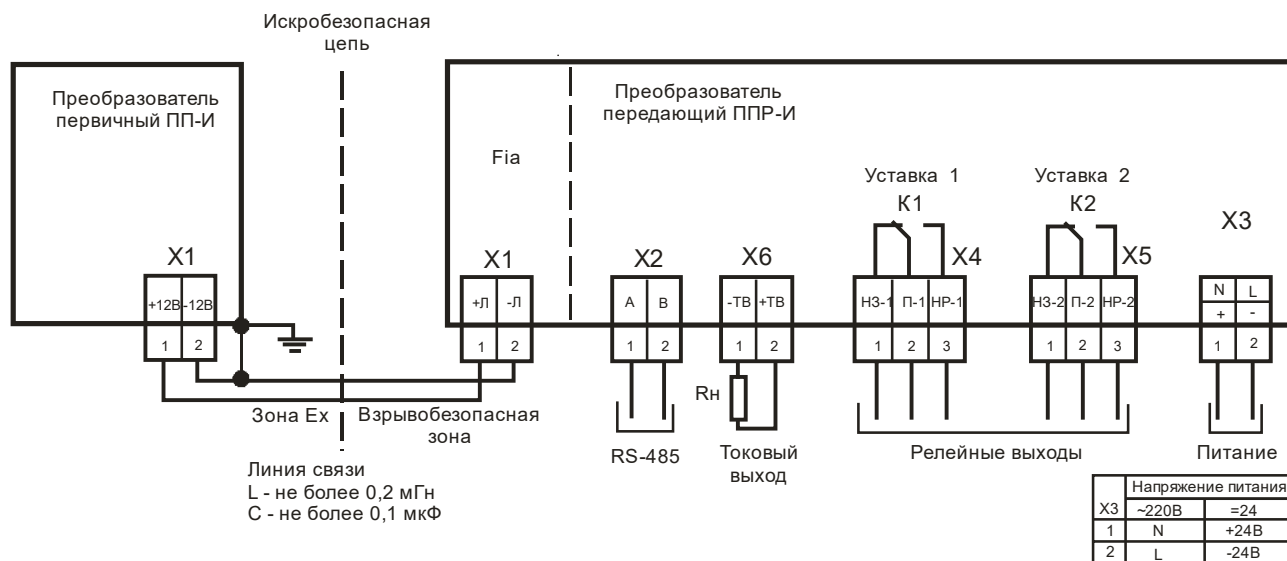 Искробезопасная
цепь
Преобразователь
первичный ПП-И
Преобразователь
передающий ППР-И
Fia
Уставка 1
К1
Уставка 2
К2
X1
+12В -12В
1 2
X1
+Л -Л
1 2
X2
А В
1 2
X6
-ТВ +ТВ
1 2
X4
НЗ-1 П-1 НР-1
1 2 3
X5
НЗ-2 П-2 НР-2
1 2 3
X3
N L
+ -
1 2
Rн
Зона Ex
Взрывобезопасная
зона
RS-485
Токовый
выход
Релейные выходы
Питание
Линия связи
L - не более 0,2 мГн
С - не более 0,1 мкФ
Напряжение питания
X3 ~220В =24
1 N +24В
2 L -24В